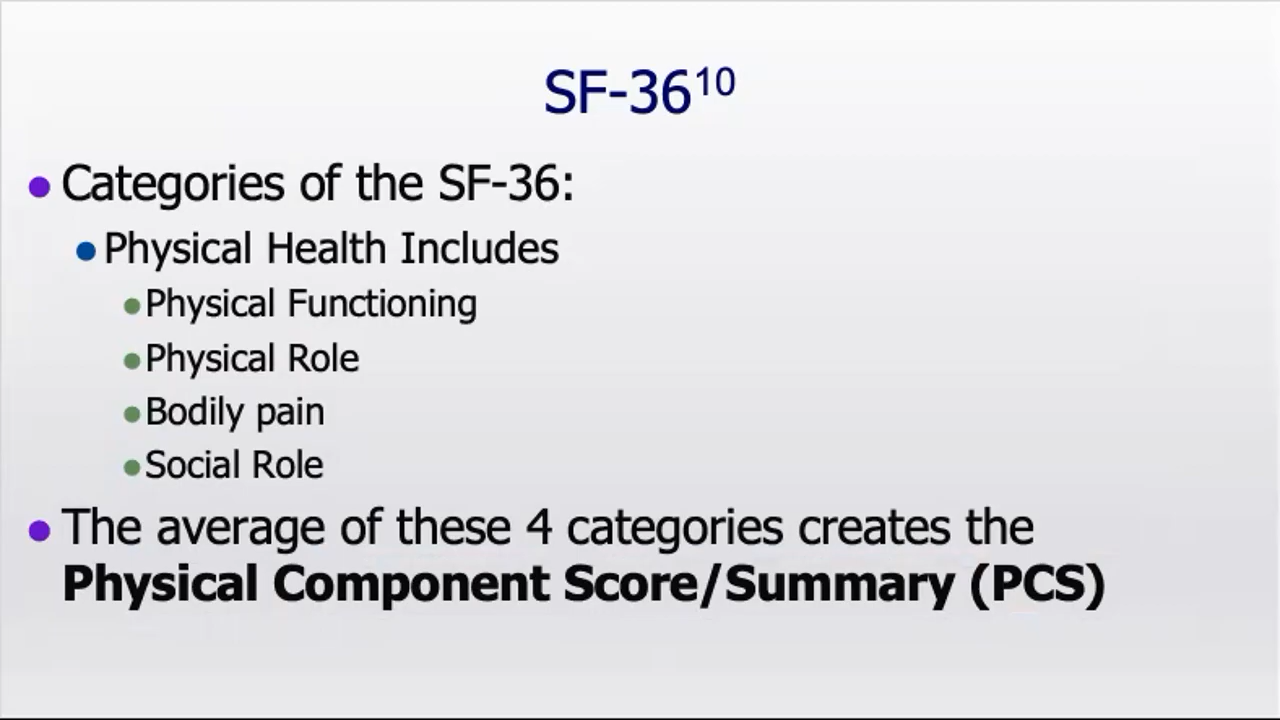 SF-36¹⁰
• Categories of the SF-36:
• Physical Health Includes
• Physical Functioning
• Physical Role
• Bodily pain
• Social Role
• The average of these 4 categories creates the
Physical Component Score/Summary (PCS)